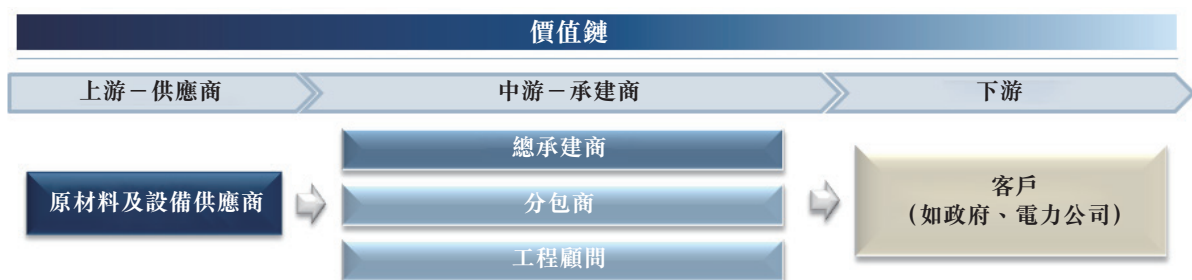 價值鏈
上游－供應商
中游－承建商
下游
原材料及設備供應商
總承建商
分包商
工程顧問
客戶
（如政府、電力公司）